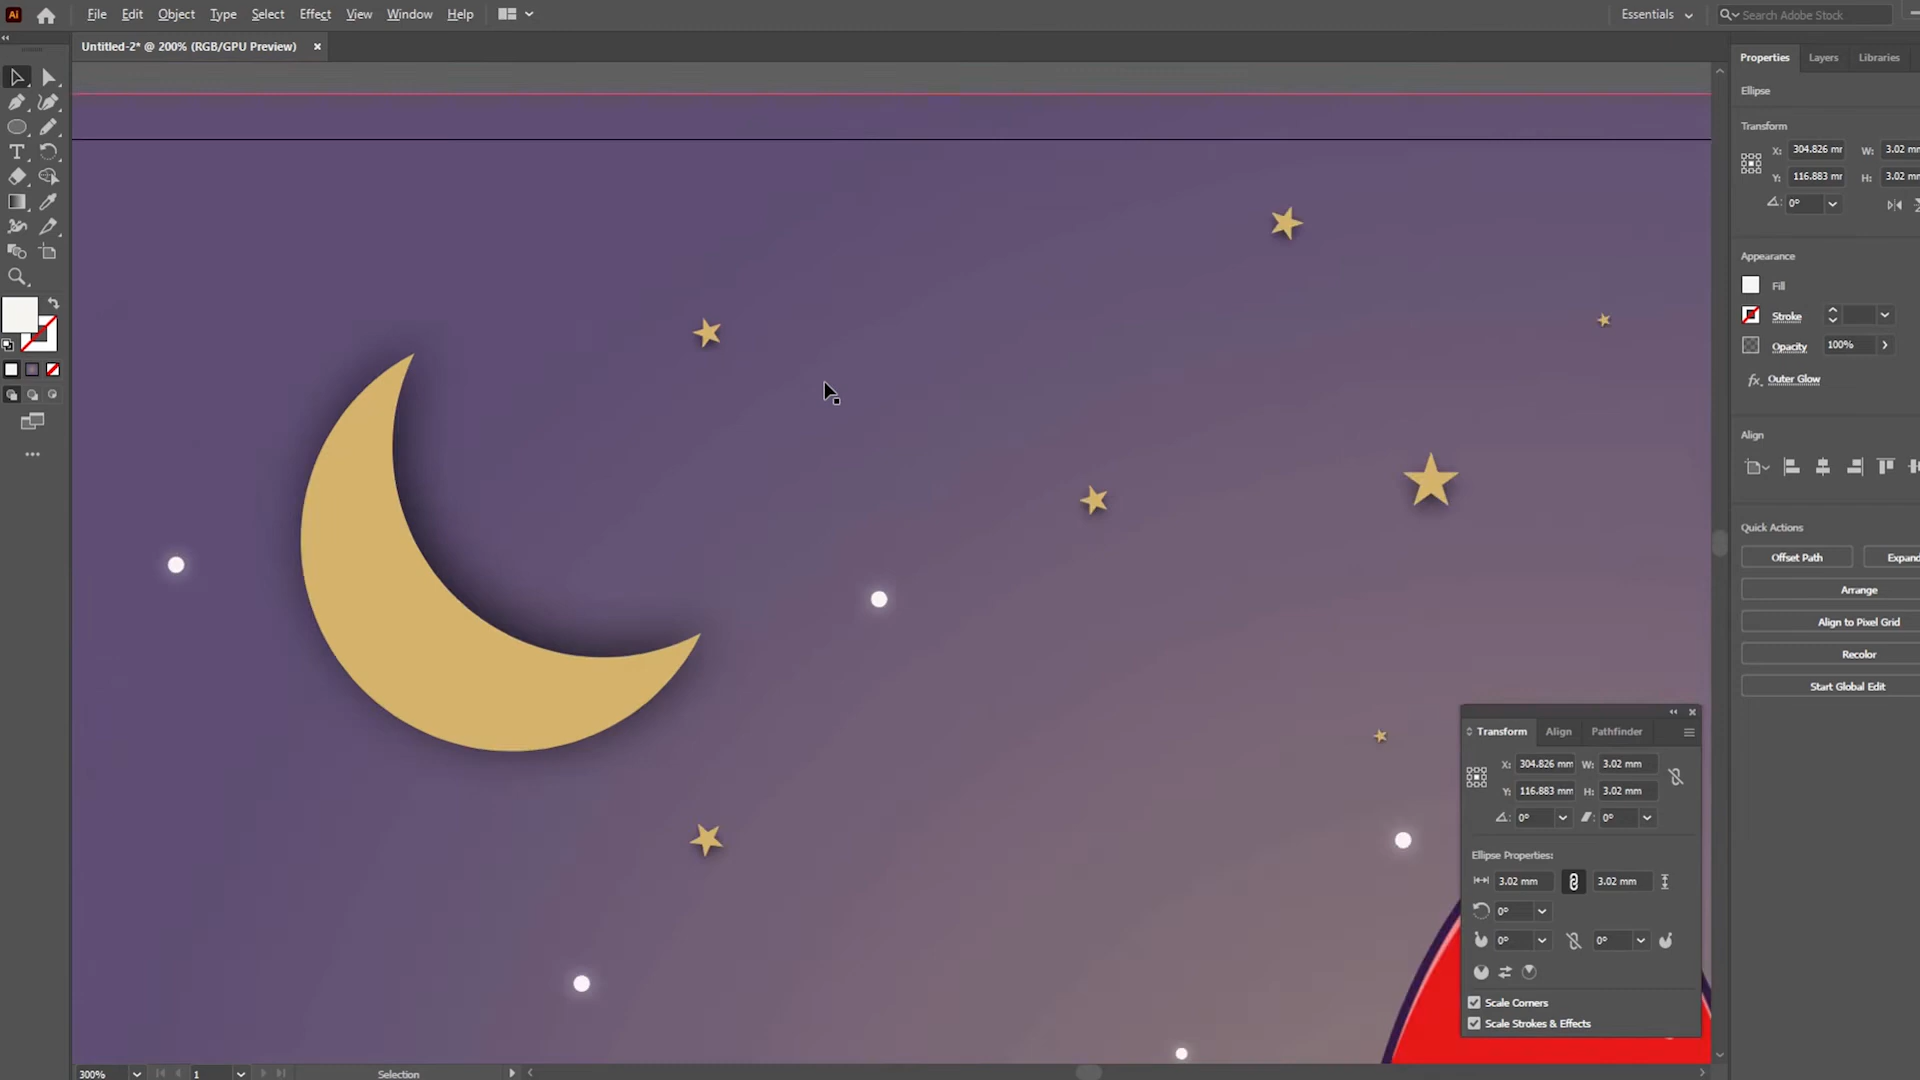 Ai File Edit Object Type Select Effect View Window Help Essentials Search Adobe Stock
Untitled-2* @ 200% (RGB/GPU Preview) ×
Properties Layers Libraries
Ellipse
Transform
X: 304.826 mr W: 3.02 mm
Y: 116.883 mr H: 3.02 mm
0°
Appearance
Fill
Stroke
Opacity 100%
fx. Outer Glow
Align
Quick Actions
Offset Path Expand
Arrange
Align to Pixel Grid
Recolor
Start Global Edit
Transform Align Pathfinder
X: 304.826 mm W: 3.02 mm
Y: 116.883 mm H: 3.02 mm
0° 0°
Ellipse Properties:
3.02 mm 3.02 mm
0°
0° 0°
Scale Corners
Scale Strokes & Effects
300% 1 Selection